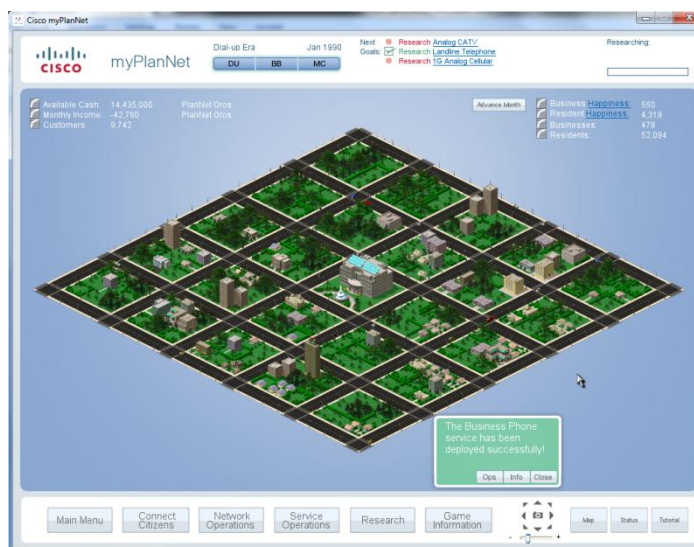 Cisco myPlanNet
CISCO
myPlanNet
Dial-up Era Jan 1990
DU BB MC
Next Goals:
Research Analog CATV
Research Landline Telephone
Research 1G Analog Cellular
Researching:
Available Cash: 14,435,000 PlanNet Oros
Monthly Income: -42,760 PlanNet Oros
Customers: 9,742
Advance Month
Business Happiness: 550
Resident Happiness: 4,319
Businesses: 478
Residents: 52,094
The Business Phone
service has been
deployed successfully!
Ops Info Close
Main Menu
Connect Citizens
Network Operations
Service Operations
Research
Game Information
- +
Map Status Tutorial